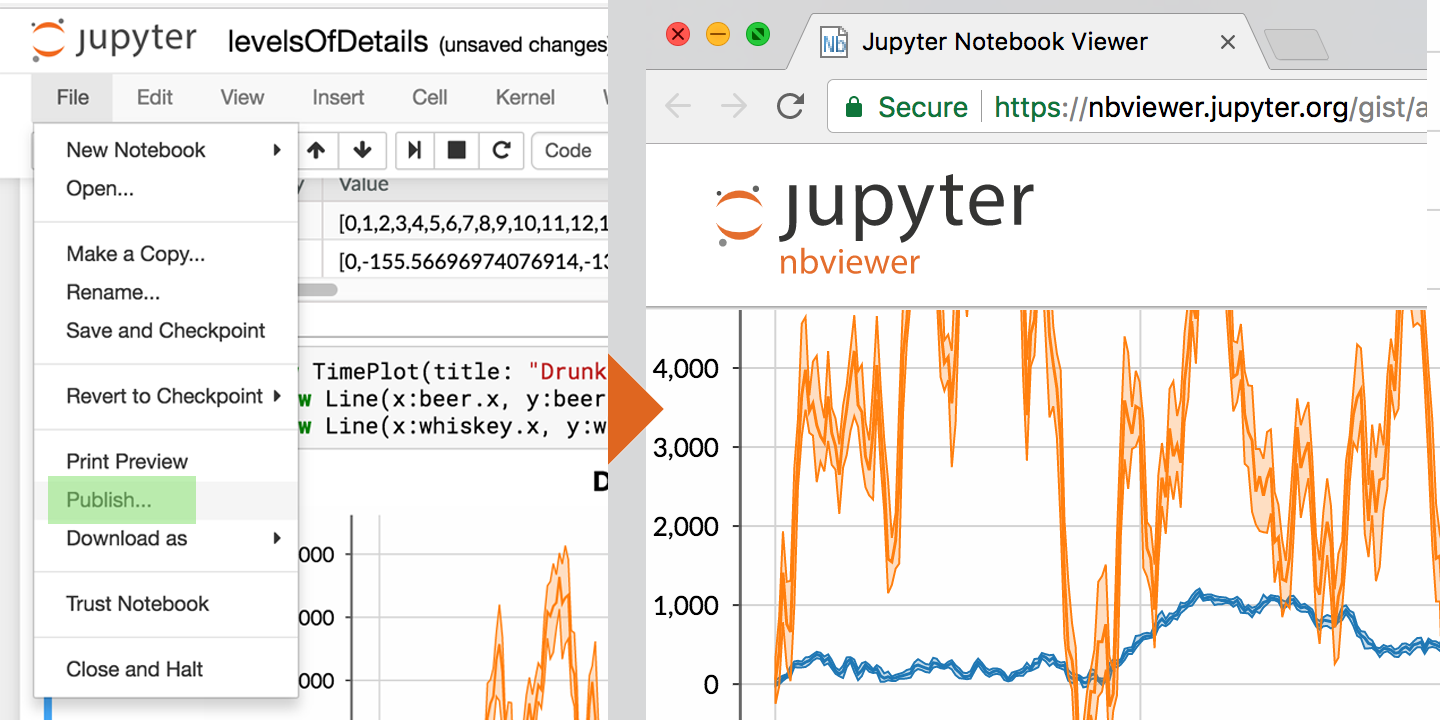 jupyter levelsOfDetails (unsaved changes)
File Edit View Insert Cell Kernel
New Notebook
Open...
Make a Copy...
Rename...
Save and Checkpoint
Revert to Checkpoint
Print Preview
Publish...
Download as
Trust Notebook
Close and Halt
Code
y Value
[0,1,2,3,4,5,6,7,8,9,10,11,12,1
[0,-155.56696974076914,-13
w TimePlot(title: "Drunk
w Line(x:beer.x, y:beer
w Line(x:whiskey.x, y:w
D
000
000
000
Jupyter Notebook Viewer
Secure https://nbviewer.jupyter.org/gist/a
jupyter
nbviewer
4,000
3,000
2,000
1,000
0